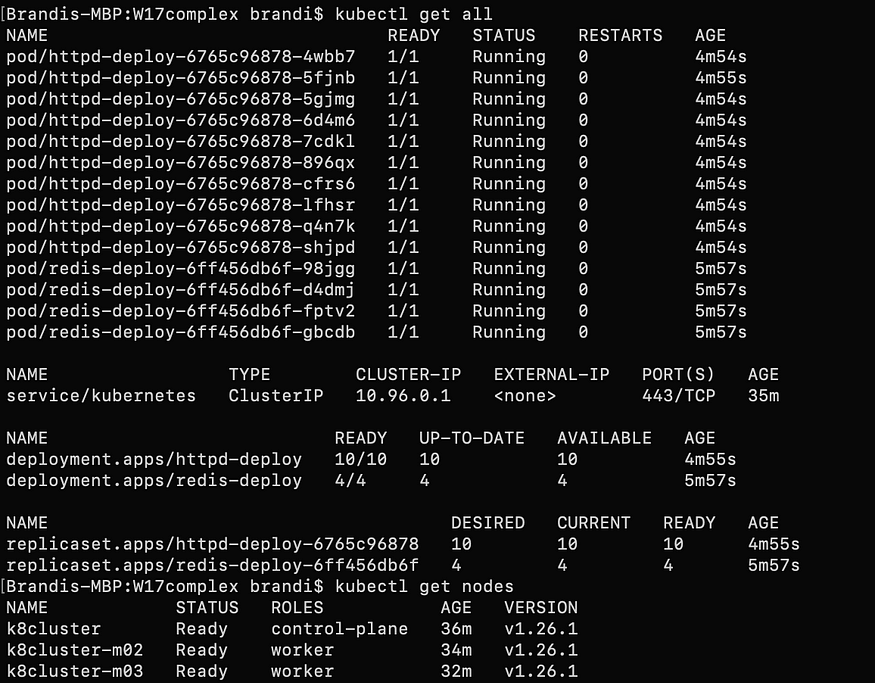 [Brandis-MBP:W17complex brandi$ kubectl get all
NAME READY STATUS RESTARTS AGE
pod/httpd-deploy-6765c96878-4wbb7 1/1 Running 0 4m54s
pod/httpd-deploy-6765c96878-5fjnb 1/1 Running 0 4m55s
pod/httpd-deploy-6765c96878-5gjmg 1/1 Running 0 4m54s
pod/httpd-deploy-6765c96878-6d4m6 1/1 Running 0 4m54s
pod/httpd-deploy-6765c96878-7cdkl 1/1 Running 0 4m54s
pod/httpd-deploy-6765c96878-896qx 1/1 Running 0 4m54s
pod/httpd-deploy-6765c96878-cfrs6 1/1 Running 0 4m54s
pod/httpd-deploy-6765c96878-lfhsr 1/1 Running 0 4m54s
pod/httpd-deploy-6765c96878-q4n7k 1/1 Running 0 4m54s
pod/httpd-deploy-6765c96878-shjpd 1/1 Running 0 4m54s
pod/redis-deploy-6ff456db6f-98jgg 1/1 Running 0 5m57s
pod/redis-deploy-6ff456db6f-d4dmj 1/1 Running 0 5m57s
pod/redis-deploy-6ff456db6f-fptv2 1/1 Running 0 5m57s
pod/redis-deploy-6ff456db6f-gbcdb 1/1 Running 0 5m57s
NAME TYPE CLUSTER-IP EXTERNAL-IP PORT(S) AGE
service/kubernetes ClusterIP 10.96.0.1 <none> 443/TCP 35m
NAME READY UP-TO-DATE AVAILABLE AGE
deployment.apps/httpd-deploy 10/10 10 10 4m55s
deployment.apps/redis-deploy 4/4 4 4 5m57s
NAME DESIRED CURRENT READY AGE
replicaset.apps/httpd-deploy-6765c96878 10 10 10 4m55s
replicaset.apps/redis-deploy-6ff456db6f 4 4 4 5m57s
[Brandis-MBP:W17complex brandi$ kubectl get nodes
NAME STATUS ROLES AGE VERSION
k8cluster Ready control-plane 36m v1.26.1
k8cluster-m02 Ready worker 34m v1.26.1
k8cluster-m03 Ready worker 32m v1.26.1